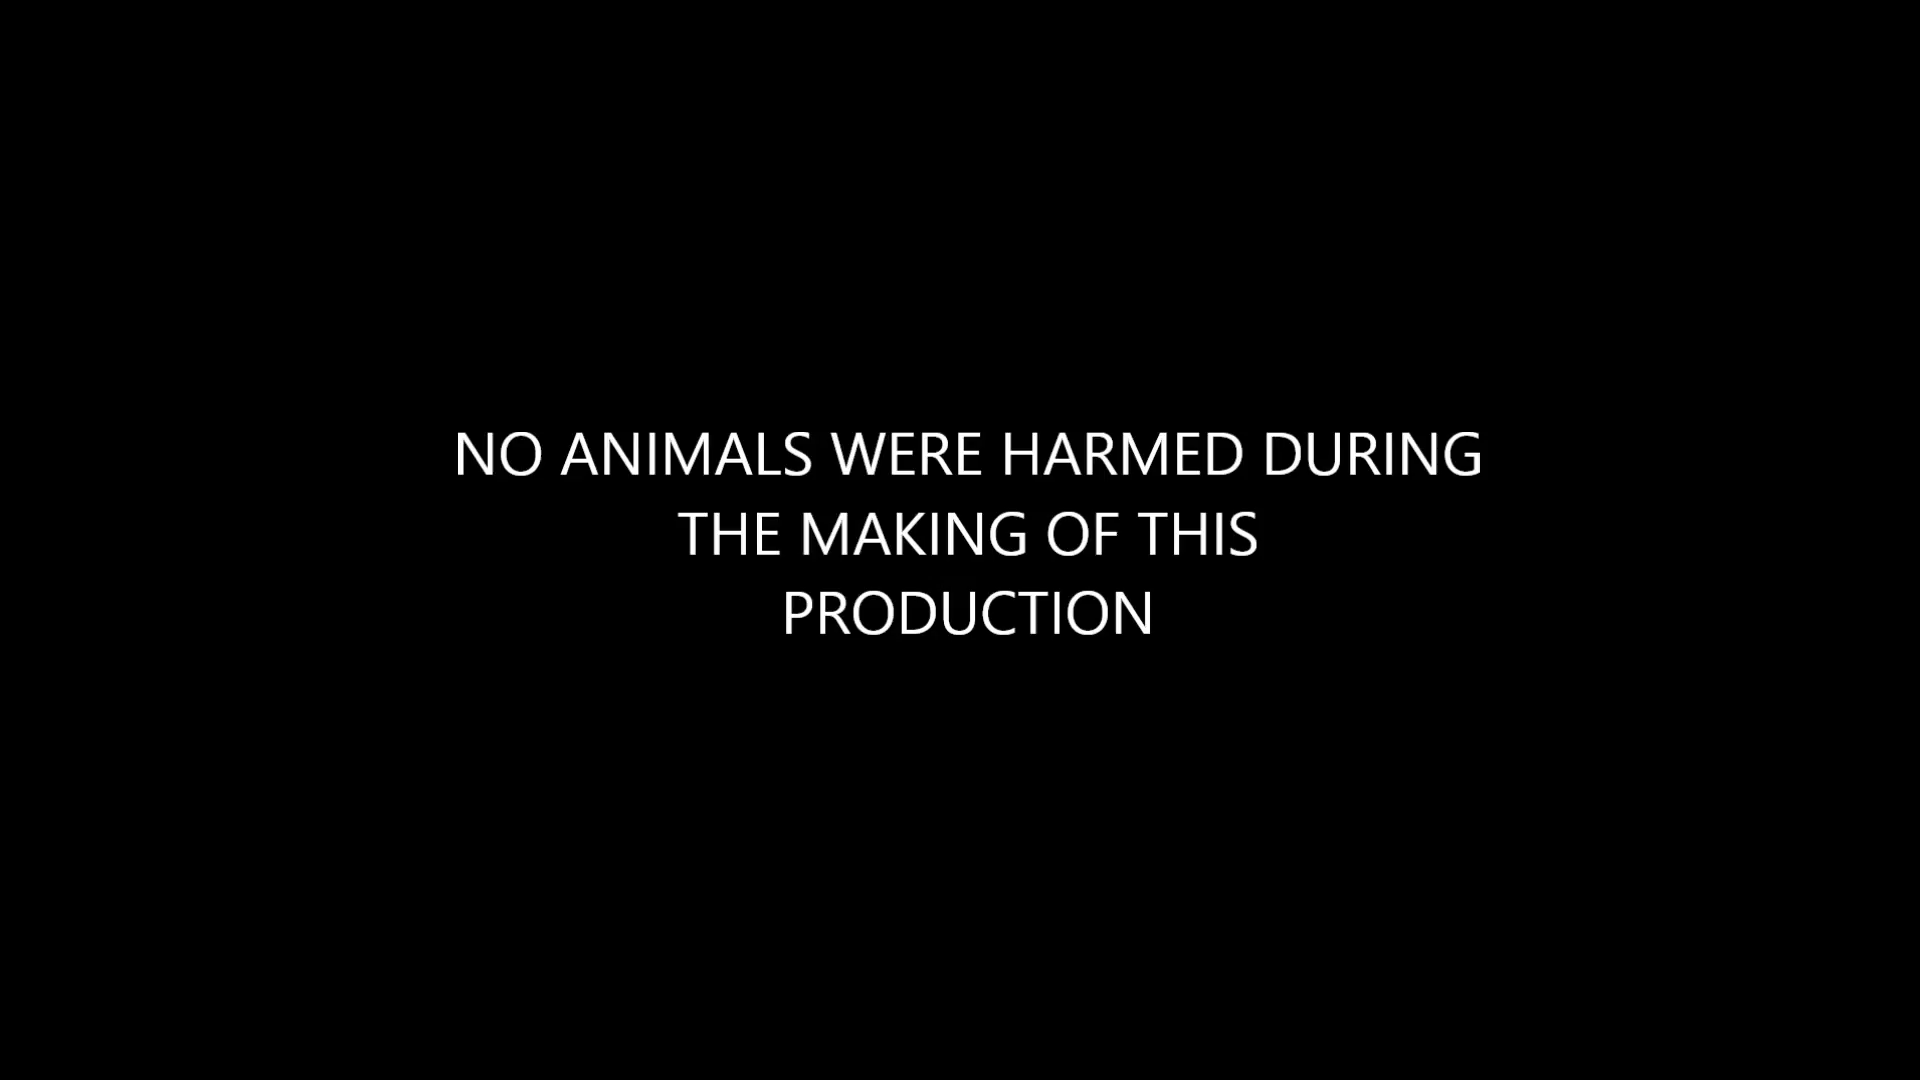 NO ANIMALS WERE HARMED DURING
THE MAKING OF THIS
PRODUCTION